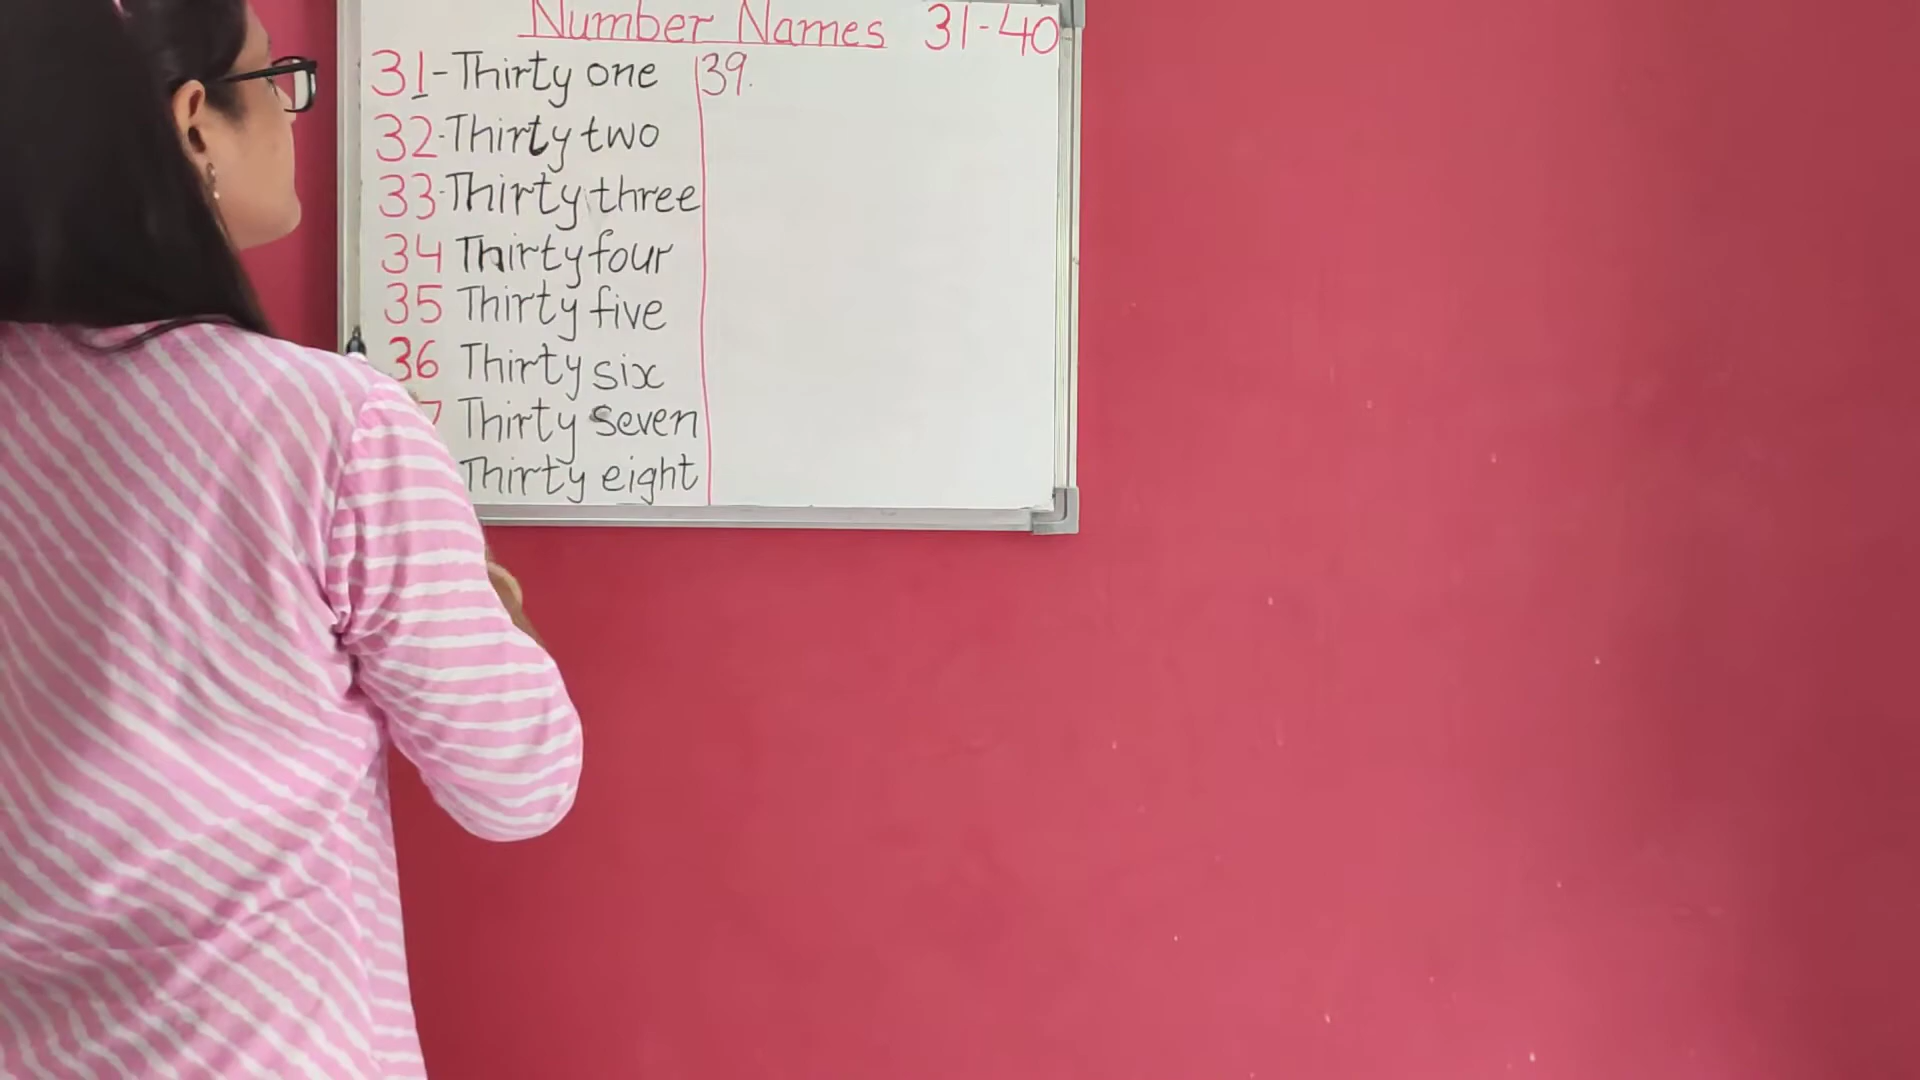 Number Names 31-40
31-Thirty one
32-Thirty two
33-Thirty three
34 Thirty four
35 Thirty five
36 Thirty six
7 Thirty seven
Thirty eight
39.